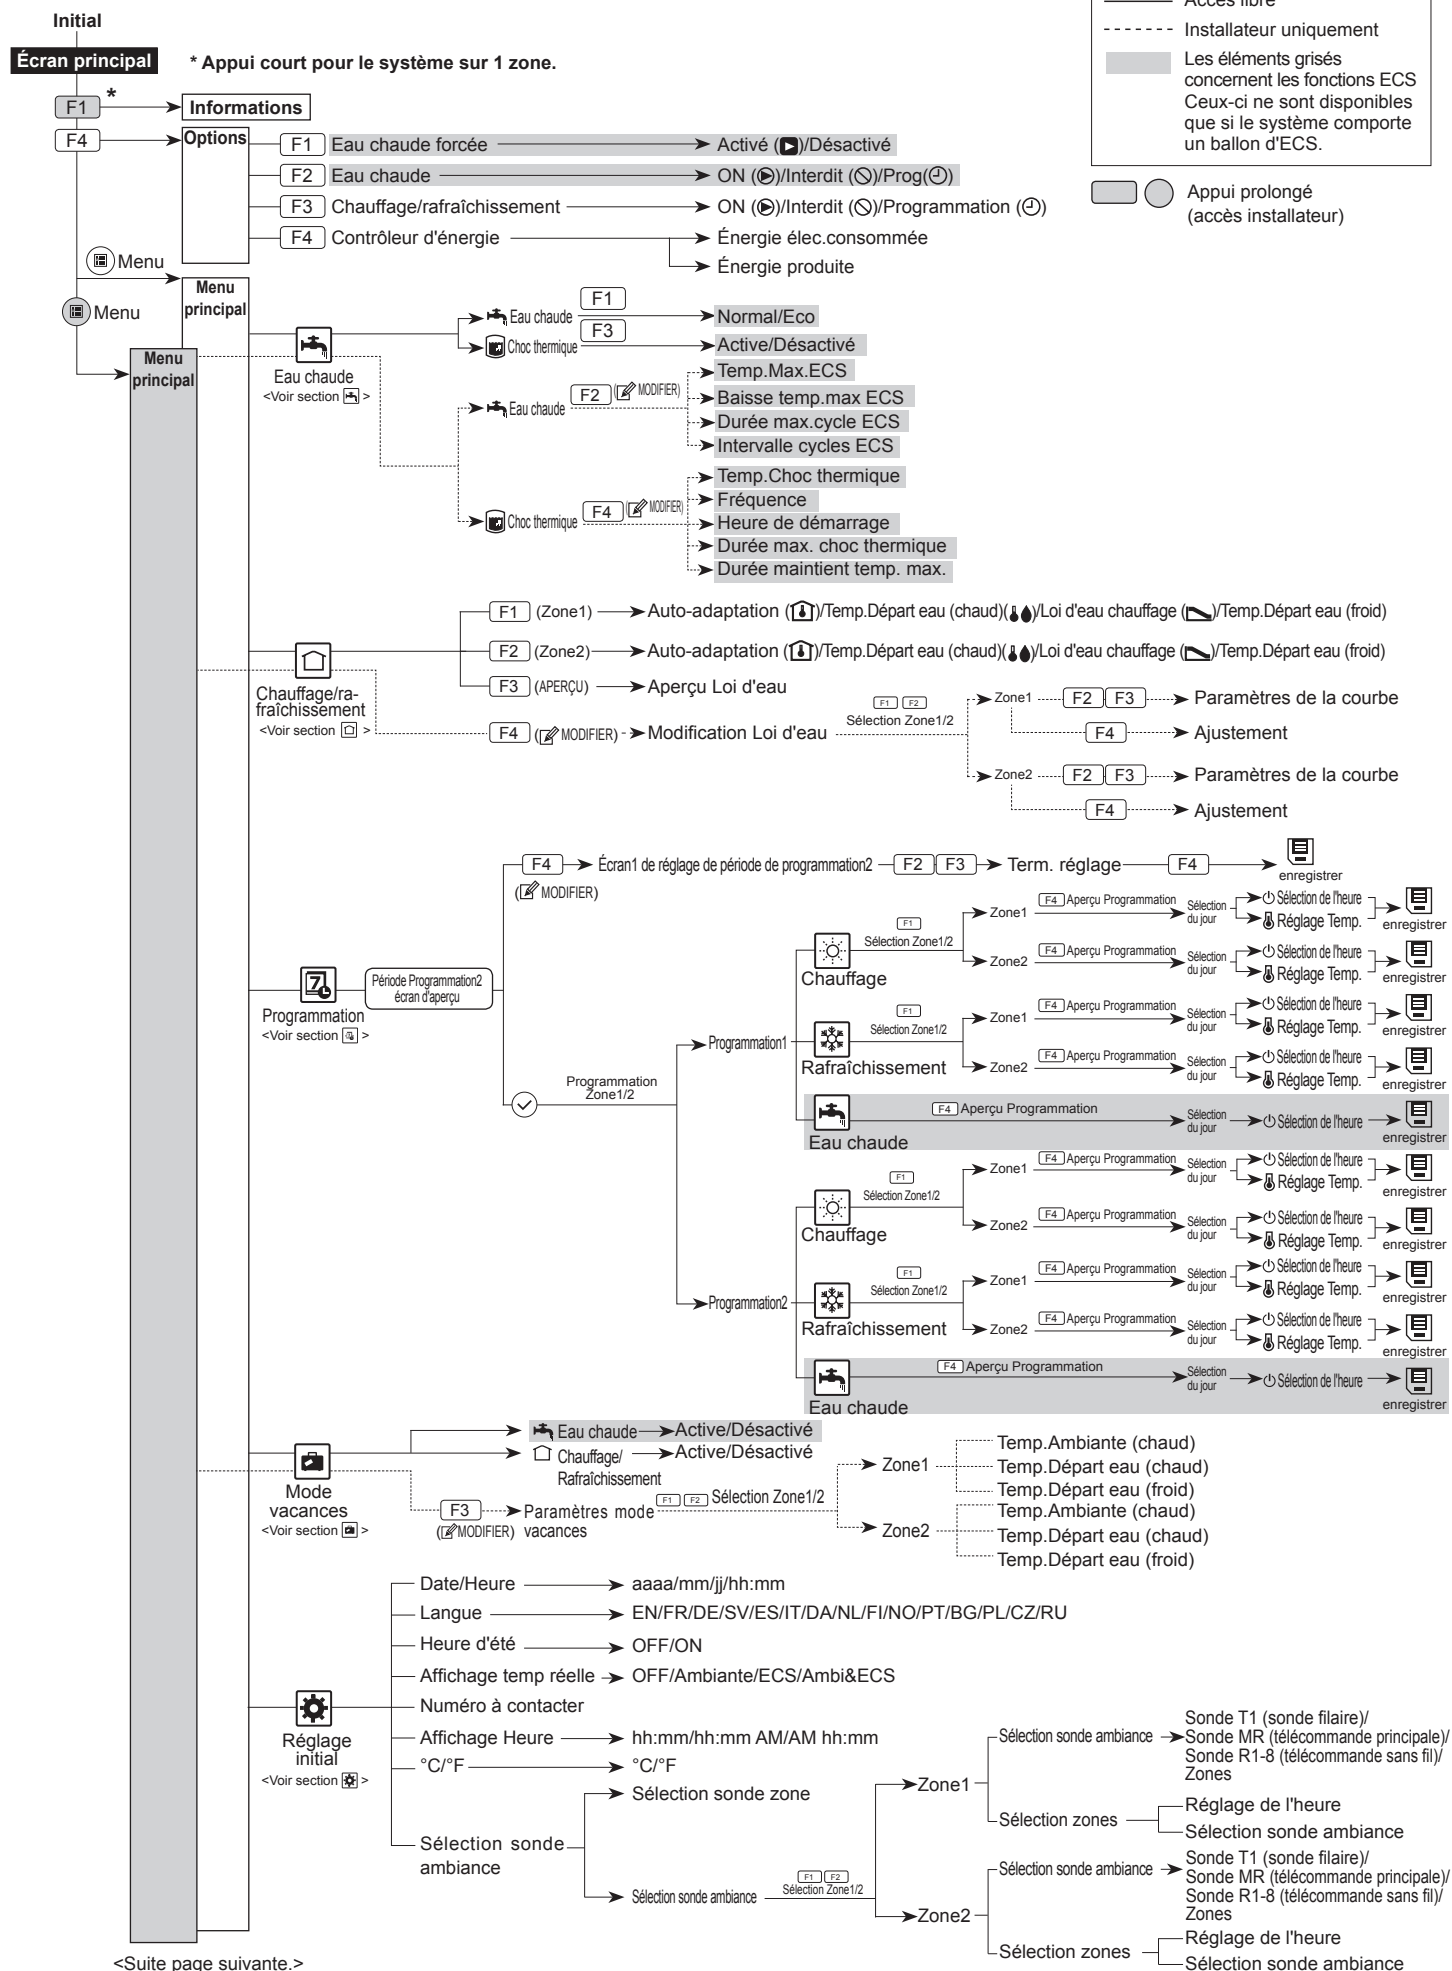 Accès libre
Installateur uniquement
Les éléments grisés
concernent les fonctions ECS
Ceux-ci ne sont disponibles
que si le système comporte
un ballon d'ECS.
Appui prolongé
(accès installateur)
Initial
Écran principal
* Appui court pour le système sur 1 zone.
F1 * Informations
F4 Options
F1 Eau chaude forcée Activé ()/Désactivé
F2 Eau chaude ON ()/Interdit ()/Prog()
F3 Chauffage/rafraîchissement ON ()/Interdit ()/Programmation ()
F4 Contrôleur d'énergie Énergie élec.consommée
Énergie produite
Menu
Menu
principal
Menu
Menu
principal
Eau chaude
<Voir section >
Eau chaude F1 Normal/Eco
Choc thermique F3 Active/Désactivé
Eau chaude F2 ( MODIFIER)
Temp.Max.ECS
Baisse temp.max ECS
Durée max.cycle ECS
Intervalle cycles ECS
Choc thermique F4 ( MODIFIER)
Temp.Choc thermique
Fréquence
Heure de démarrage
Durée max. choc thermique
Durée maintient temp. max.
Chauffage/ra-
fraîchissement
<Voir section >
F1 (Zone1) Auto-adaptation ()/Temp.Départ eau (chaud)()/Loi d'eau chauffage ()/Temp.Départ eau (froid)
F2 (Zone2) Auto-adaptation ()/Temp.Départ eau (chaud)()/Loi d'eau chauffage ()/Temp.Départ eau (froid)
F3 (APERÇU) Aperçu Loi d'eau
F4 ( MODIFIER) Modification Loi d'eau
F1 F2
Sélection Zone1/2
Zone1 F2 F3 Paramètres de la courbe
F4 Ajustement
Zone2 F2 F3 Paramètres de la courbe
F4 Ajustement
Programmation
<Voir section >
Période Programmation2
écran d'aperçu
F4 Écran1 de réglage de période de programmation2 F2 F3 Term. réglage F4 enregistrer
( MODIFIER)
Programmation
Zone1/2
Programmation1
Chauffage
F1
Sélection Zone1/2
Zone1 F4 Aperçu Programmation Sélection
du jour
Sélection de l'heure
Réglage Temp.
enregistrer
Zone2 F4 Aperçu Programmation Sélection
du jour
Sélection de l'heure
Réglage Temp.
enregistrer
Rafraîchissement
F1
Sélection Zone1/2
Zone1 F4 Aperçu Programmation Sélection
du jour
Sélection de l'heure
Réglage Temp.
enregistrer
Zone2 F4 Aperçu Programmation Sélection
du jour
Sélection de l'heure
Réglage Temp.
enregistrer
Eau chaude
F4 Aperçu Programmation Sélection
du jour
Sélection de l'heure
enregistrer
Programmation2
Chauffage
F1
Sélection Zone1/2
Zone1 F4 Aperçu Programmation Sélection
du jour
Sélection de l'heure
Réglage Temp.
enregistrer
Zone2 F4 Aperçu Programmation Sélection
du jour
Sélection de l'heure
Réglage Temp.
enregistrer
Rafraîchissement
F1
Sélection Zone1/2
Zone1 F4 Aperçu Programmation Sélection
du jour
Sélection de l'heure
Réglage Temp.
enregistrer
Zone2 F4 Aperçu Programmation Sélection
du jour
Sélection de l'heure
Réglage Temp.
enregistrer
Eau chaude
F4 Aperçu Programmation Sélection
du jour
Sélection de l'heure
enregistrer
Mode
vacances
<Voir section >
Eau chaude Active/Désactivé
Chauffage/
Rafraîchissement
Active/Désactivé
F3
(MODIFIER)
Paramètres mode
vacances
F1 F2 Sélection Zone1/2
Zone1
Temp.Ambiante (chaud)
Temp.Départ eau (chaud)
Temp.Départ eau (froid)
Zone2
Temp.Ambiante (chaud)
Temp.Départ eau (chaud)
Temp.Départ eau (froid)
Réglage
initial
<Voir section >
Date/Heure aaaa/mm/jj/hh:mm
Langue EN/FR/DE/SV/ES/IT/DA/NL/FI/NO/PT/BG/PL/CZ/RU
Heure d'été OFF/ON
Affichage temp réelle OFF/Ambiante/ECS/Ambi&ECS
Numéro à contacter
Affichage Heure hh:mm/hh:mm AM/AM hh:mm
°C/°F °C/°F
Sélection sonde
ambiance
Sélection sonde zone
Sélection sonde ambiance
F1 F2
Sélection Zone1/2
Zone1
Sélection sonde ambiance
Sonde T1 (sonde filaire)/
Sonde MR (télécommande principale)/
Sonde R1-8 (télécommande sans fil)/
Zones
Sélection zones
Réglage de l'heure
Sélection sonde ambiance
Zone2
Sélection sonde ambiance
Sonde T1 (sonde filaire)/
Sonde MR (télécommande principale)/
Sonde R1-8 (télécommande sans fil)/
Zones
Sélection zones
Réglage de l'heure
Sélection sonde ambiance
<Suite page suivante.>